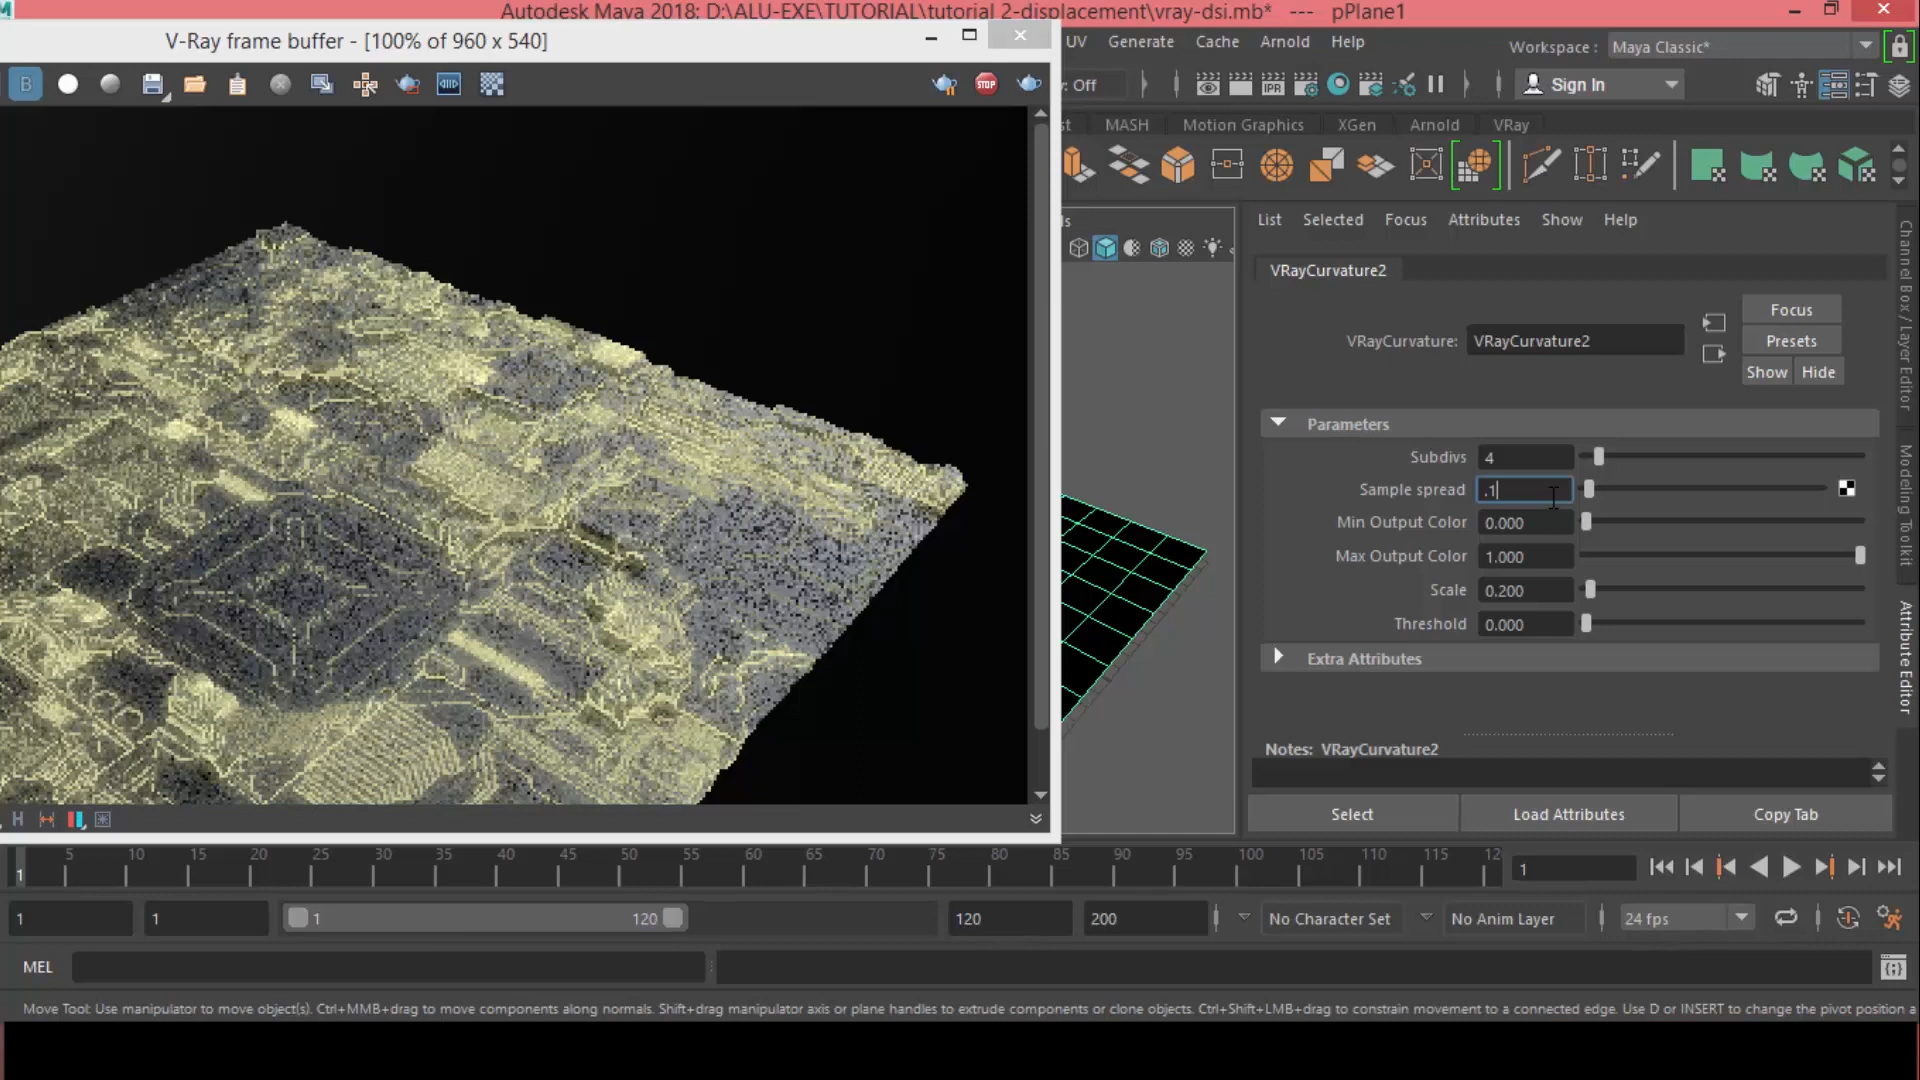 Autodesk Maya 2018: D:\ALU-EXE\TUTORIAL\tutorial 2-displacement\vray-dsi.mb* --- pPlane1
V-Ray frame buffer - [100% of 960 x 540]
UV Generate Cache Arnold Help
Workspace : Maya Classic*
B
STOP
: Off
IPR
Sign In
st MASH Motion Graphics XGen Arnold VRay
ls
List Selected Focus Attributes Show Help
VRayCurvature2
Focus
VRayCurvature: VRayCurvature2
Presets
Show Hide
Parameters
Subdivs 4
Sample spread .1
Min Output Color 0.000
Max Output Color 1.000
Scale 0.200
Threshold 0.000
Extra Attributes
Notes: VRayCurvature2
Select Load Attributes Copy Tab
Channel Box / Layer Editor
Modeling Toolkit
Attribute Editor
H
5 10 15 20 25 30 35 40 45 50 55 60 65 70 75 80 85 90 95 100 105 110 115 12
1
1
1 1 1 120 120 200 No Character Set No Anim Layer 24 fps
MEL
Move Tool: Use manipulator to move object(s). Ctrl+MMB+drag to move components along normals. Shift+drag manipulator axis or plane handles to extrude components or clone objects. Ctrl+Shift+LMB+drag to constrain movement to a connected edge. Use D or INSERT to change the pivot position a